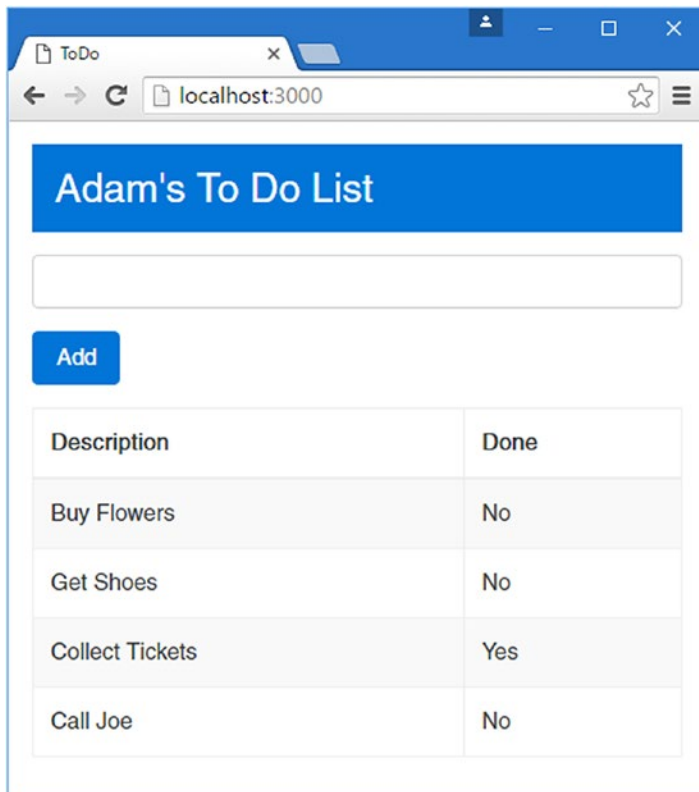 ToDo
localhost:3000
Adam's To Do List
Add
Description Done
Buy Flowers No
Get Shoes No
Collect Tickets Yes
Call Joe No